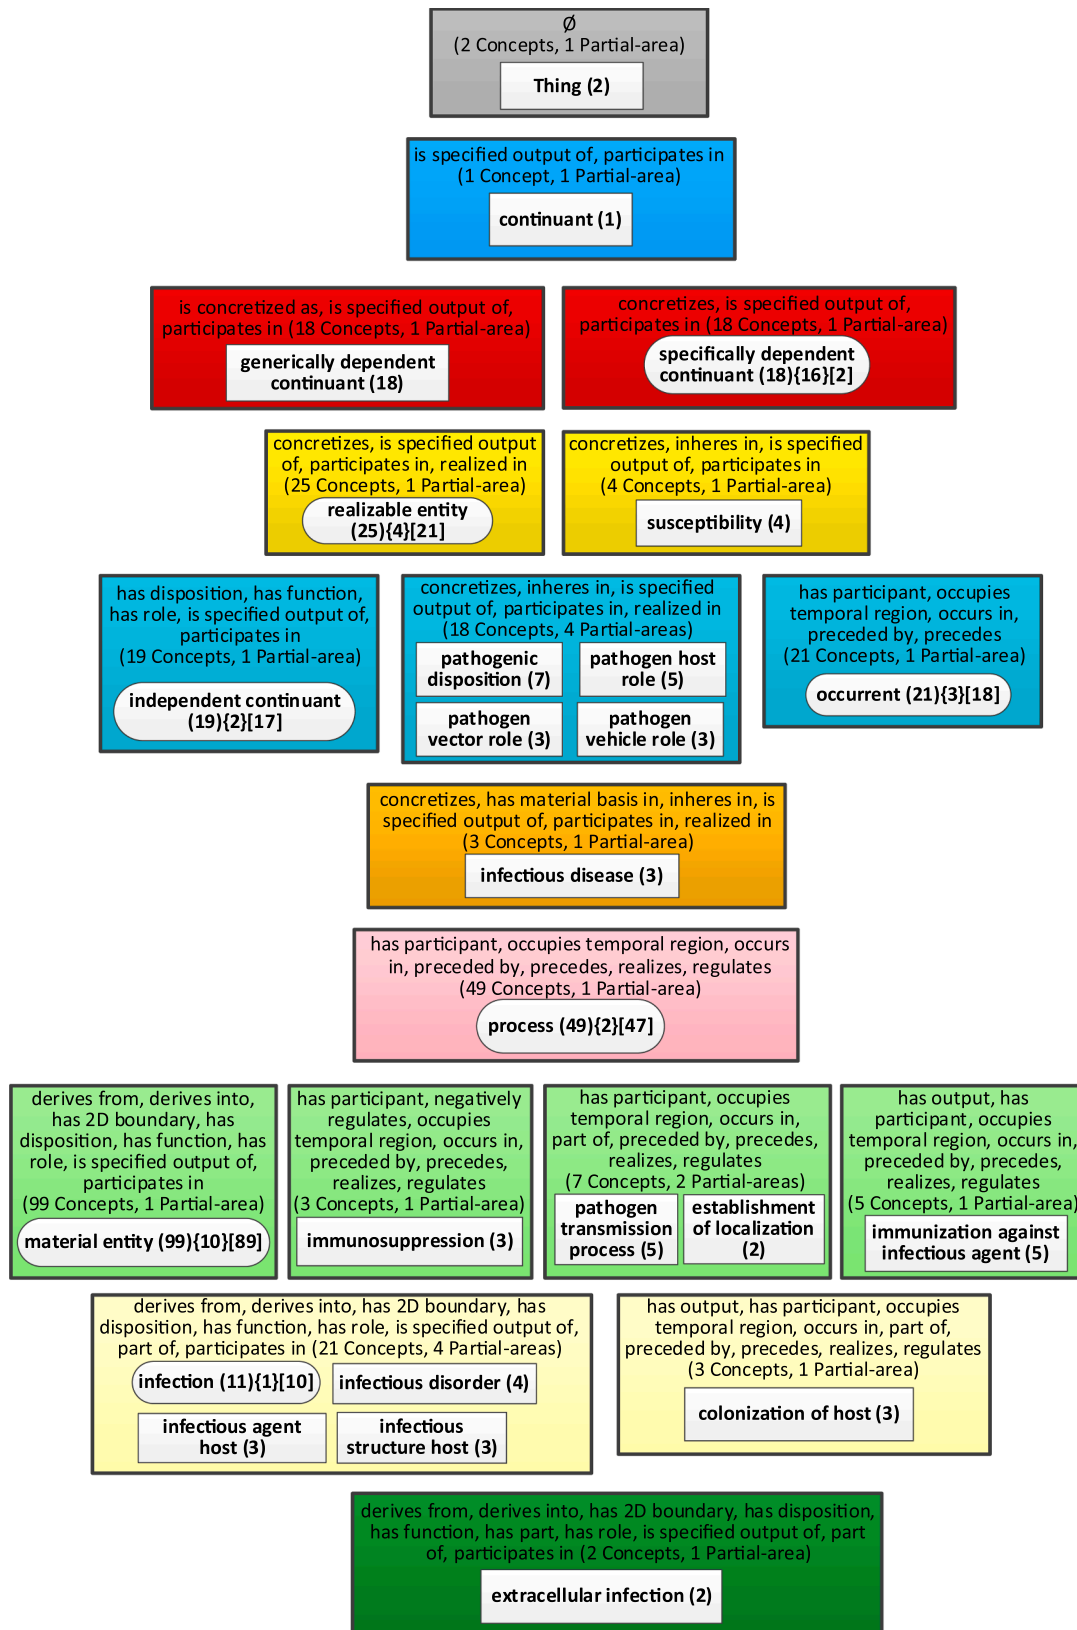 Ø
(2 Concepts, 1 Partial-area)
Thing (2)
is specified output of, participates in
(1 Concept, 1 Partial-area)
continuant (1)
is concretized as, is specified output of,
participates in (18 Concepts, 1 Partial-area)
generically dependent
continuant (18)
concretizes, is specified output of,
participates in (18 Concepts, 1 Partial-area)
specifically dependent
continuant (18){16}[2]
concretizes, is specified output
of, participates in, realized in
(25 Concepts, 1 Partial-area)
realizable entity
(25){4}[21]
concretizes, inheres in, is specified
output of, participates in
(4 Concepts, 1 Partial-area)
susceptibility (4)
has disposition, has function,
has role, is specified output of,
participates in
(19 Concepts, 1 Partial-area)
independent continuant
(19){2}[17]
concretizes, inheres in, is specified
output of, participates in, realized in
(18 Concepts, 4 Partial-areas)
pathogenic
disposition (7)
pathogen host
role (5)
pathogen
vector role (3)
pathogen
vehicle role (3)
has participant, occupies
temporal region, occurs in,
preceded by, precedes
(21 Concepts, 1 Partial-area)
occurrent (21){3}[18]
concretizes, has material basis in, inheres in, is
specified output of, participates in, realized in
(3 Concepts, 1 Partial-area)
infectious disease (3)
has participant, occupies temporal region, occurs
in, preceded by, precedes, realizes, regulates
(49 Concepts, 1 Partial-area)
process (49){2}[47]
derives from, derives into,
has 2D boundary, has
disposition, has function, has
role, is specified output of,
participates in
(99 Concepts, 1 Partial-area)
material entity (99){10}[89]
has participant, negatively
regulates, occupies
temporal region, occurs in,
preceded by, precedes,
realizes, regulates
(3 Concepts, 1 Partial-area)
immunosuppression (3)
has participant, occupies
temporal region, occurs in,
part of, preceded by, precedes,
realizes, regulates
(7 Concepts, 2 Partial-areas)
pathogen
transmission
process (5)
establishment
of localization
(2)
has output, has
participant, occupies
temporal region, occurs in,
preceded by, precedes,
realizes, regulates
(5 Concepts, 1 Partial-area)
immunization against
infectious agent (5)
derives from, derives into, has 2D boundary, has
disposition, has function, has role, is specified output of,
part of, participates in (21 Concepts, 4 Partial-areas)
infection (11){1}[10]
infectious disorder (4)
infectious agent
host (3)
infectious
structure host (3)
has output, has participant, occupies
temporal region, occurs in, part of,
preceded by, precedes, realizes, regulates
(3 Concepts, 1 Partial-area)
colonization of host (3)
derives from, derives into, has 2D boundary, has disposition,
has function, has part, has role, is specified output of, part
of, participates in (2 Concepts, 1 Partial-area)
extracellular infection (2)